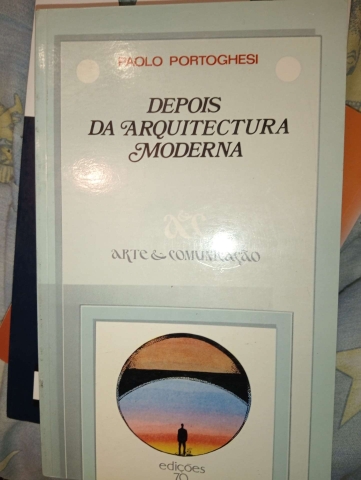 PAOLO PORTOGHESI
DEPOIS
DA ARQUITECTURA
MODERNA
a&c
ARTE & COMUNICAÇÃO
edições
70